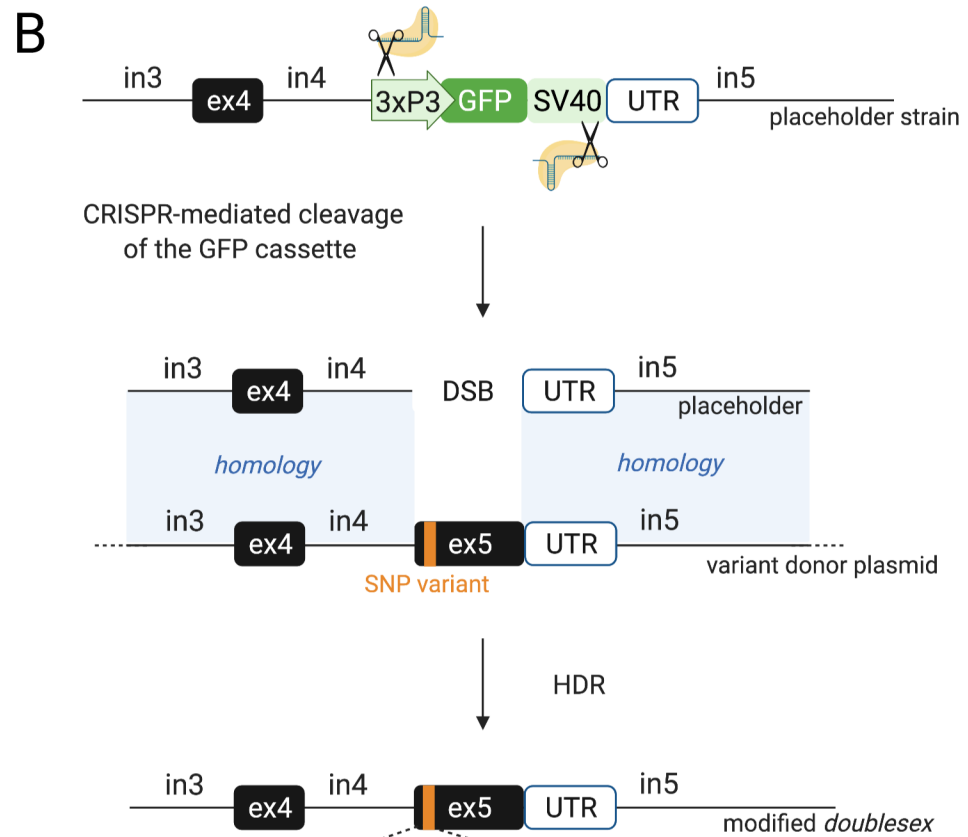 B
in3 ex4 in4 3xP3 GFP SV40 UTR in5
placeholder strain
CRISPR-mediated cleavage
of the GFP cassette
in3 ex4 in4 DSB UTR in5
placeholder
homology homology
in3 ex4 in4 ex5 UTR in5
SNP variant
variant donor plasmid
HDR
in3 ex4 in4 ex5 UTR in5
modified doublesex